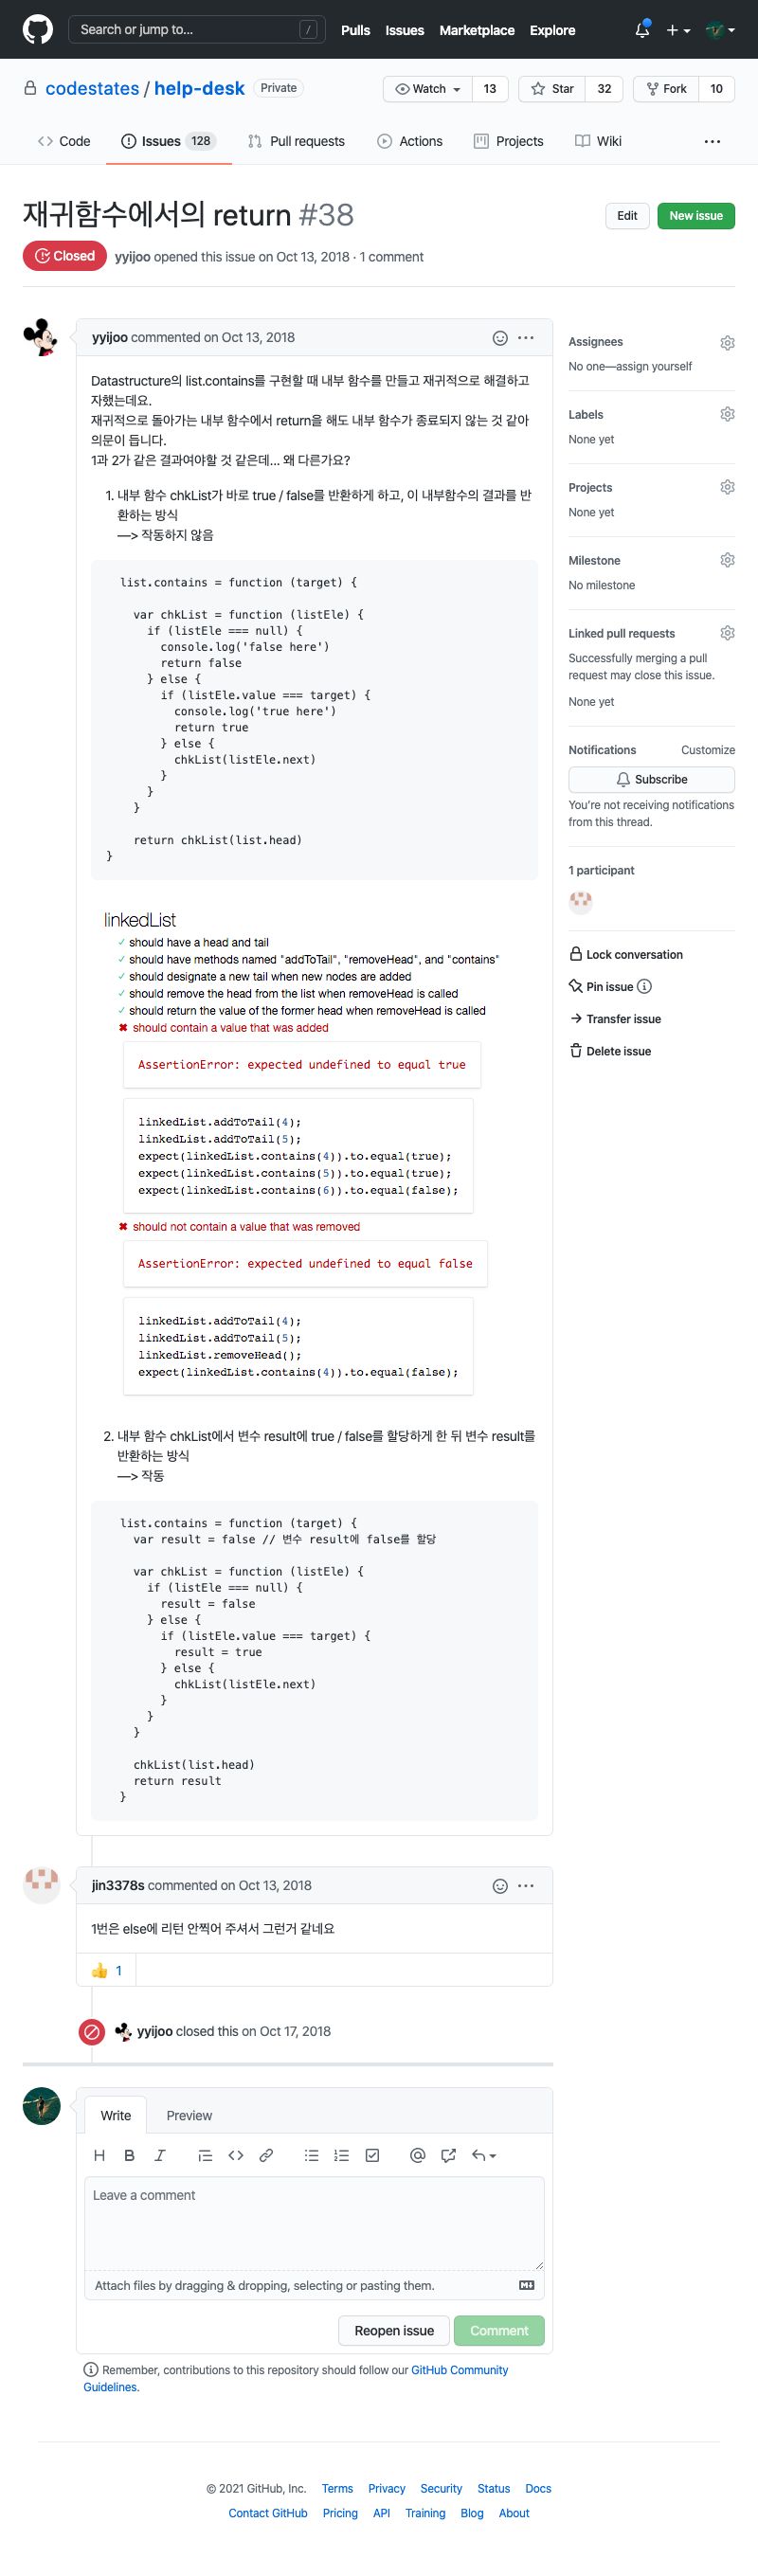 Search or jump to...
/
Pulls
Issues
Marketplace
Explore
codestates / help-desk
Private
Watch
13
Star
32
Fork
10
Code
Issues 128
Pull requests
Actions
Projects
Wiki
재귀함수에서의 return #38
Edit
New issue
Closed
yyijoo opened this issue on Oct 13, 2018 · 1 comment
yyijoo commented on Oct 13, 2018
Datastructure의 list.contains를 구현할 때 내부 함수를 만들고 재귀적으로 해결하고
자했는데요.
재귀적으로 돌아가는 내부 함수에서 return을 해도 내부 함수가 종료되지 않는 것 같아
의문이 듭니다.
1과 2가 같은 결과여야할 것 같은데... 왜 다른가요?
1. 내부 함수 chkList가 바로 true / false를 반환하게 하고, 이 내부함수의 결과를 반
환하는 방식
—> 작동하지 않음
list.contains = function (target) {
var chkList = function (listEle) {
if (listEle === null) {
console.log('false here')
return false
} else {
if (listEle.value === target) {
console.log('true here')
return true
} else {
chkList(listEle.next)
}
}
}
return chkList(list.head)
}
linkedList
✓ should have a head and tail
✓ should have methods named "addToTail", "removeHead", and "contains"
✓ should designate a new tail when new nodes are added
✓ should remove the head from the list when removeHead is called
✓ should return the value of the former head when removeHead is called
✖ should contain a value that was added
AssertionError: expected undefined to equal true
linkedList.addToTail(4);
linkedList.addToTail(5);
expect(linkedList.contains(4)).to.equal(true);
expect(linkedList.contains(5)).to.equal(true);
expect(linkedList.contains(6)).to.equal(false);
✖ should not contain a value that was removed
AssertionError: expected undefined to equal false
linkedList.addToTail(4);
linkedList.addToTail(5);
linkedList.removeHead();
expect(linkedList.contains(4)).to.equal(false);
2. 내부 함수 chkList에서 변수 result에 true / false를 할당하게 한 뒤 변수 result를
반환하는 방식
—> 작동
list.contains = function (target) {
var result = false // 변수 result에 false를 할당
var chkList = function (listEle) {
if (listEle === null) {
result = false
} else {
if (listEle.value === target) {
result = true
} else {
chkList(listEle.next)
}
}
}
chkList(list.head)
return result
}
jin3378s commented on Oct 13, 2018
1번은 else에 리턴 안찍어 주셔서 그런거 같네요
👍 1
yyijoo closed this on Oct 17, 2018
Write
Preview
Leave a comment
Attach files by dragging & dropping, selecting or pasting them.
Reopen issue
Comment
Remember, contributions to this repository should follow our GitHub Community
Guidelines.
Assignees
No one—assign yourself
Labels
None yet
Projects
None yet
Milestone
No milestone
Linked pull requests
Successfully merging a pull
request may close this issue.
None yet
Notifications
Customize
Subscribe
You're not receiving notifications
from this thread.
1 participant
Lock conversation
Pin issue
Transfer issue
Delete issue
© 2021 GitHub, Inc.
Terms
Privacy
Security
Status
Docs
Contact GitHub
Pricing
API
Training
Blog
About